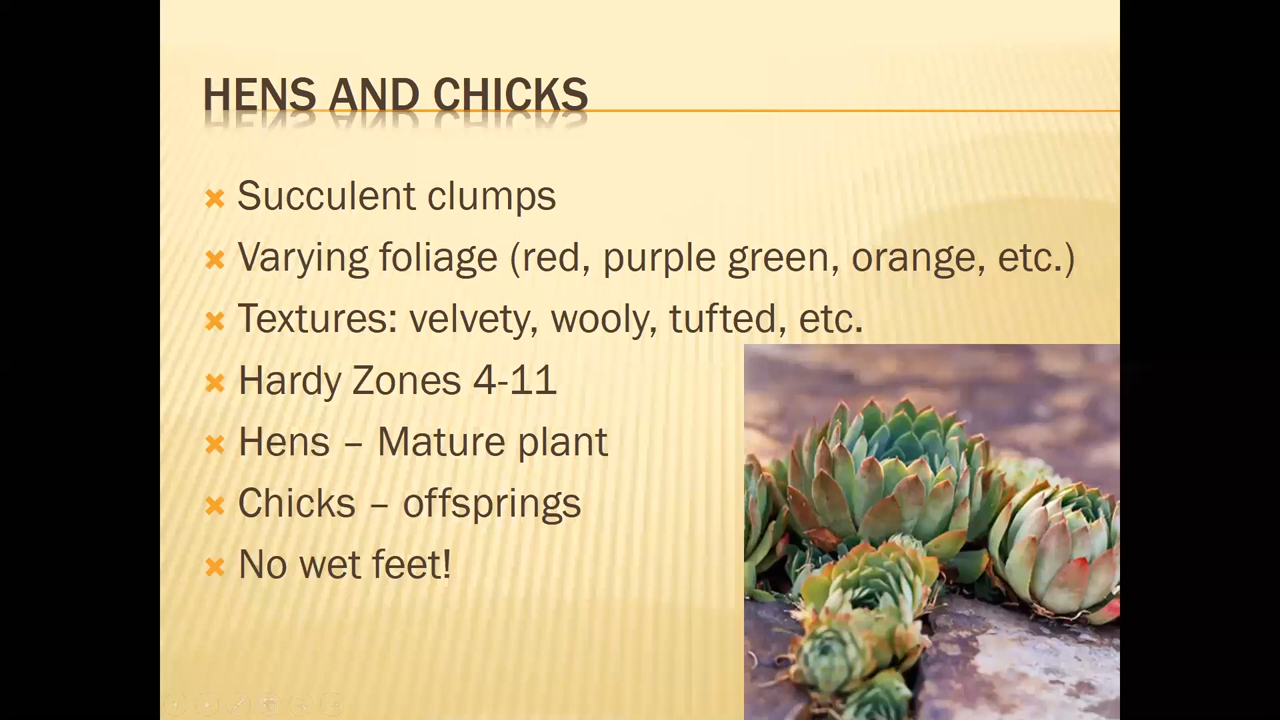 HENS AND CHICKS
Succulent clumps
Varying foliage (red, purple green, orange, etc.)
Textures: velvety, wooly, tufted, etc.
Hardy Zones 4-11
Hens – Mature plant
Chicks – offsprings
No wet feet!